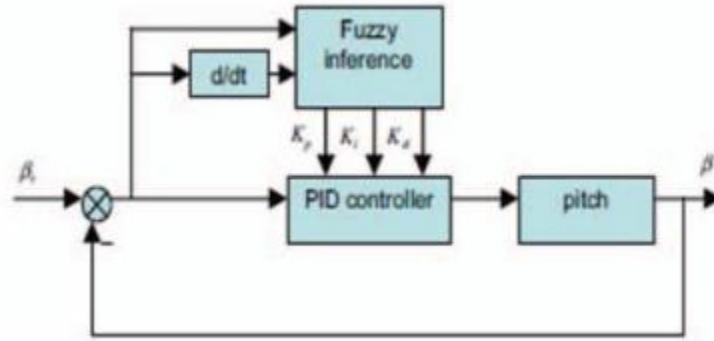 Fuzzy
inference
d/dt
K_p K_i K_d
β_r β
PID controller pitch
−